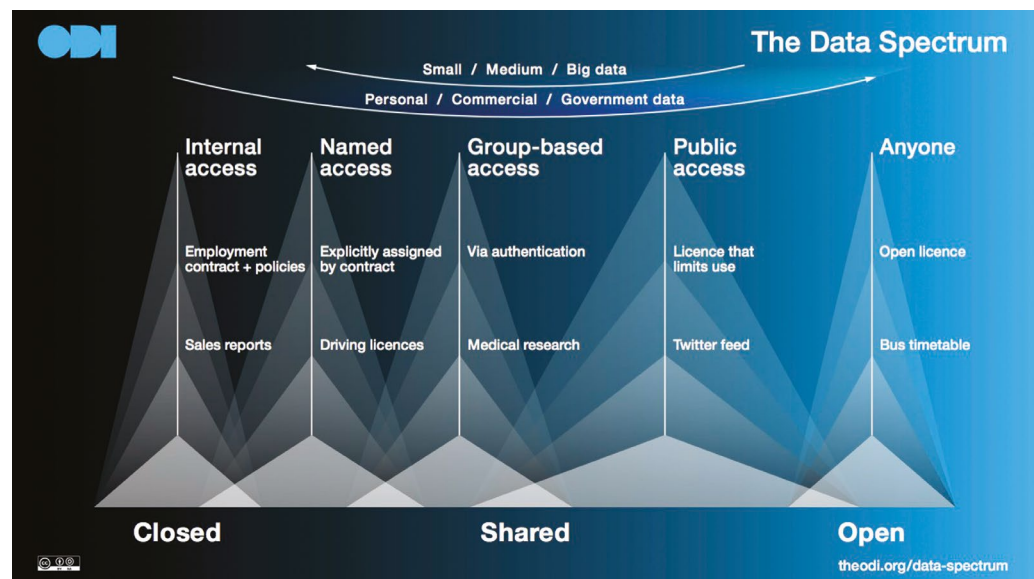 ODI
The Data Spectrum
Small / Medium / Big data
Personal / Commercial / Government data
Internal
access
Named
access
Group-based
access
Public
access
Anyone
Employment
contract + policies
Explicitly assigned
by contract
Via authentication
Licence that
limits use
Open licence
Sales reports
Driving licences
Medical research
Twitter feed
Bus timetable
Closed
Shared
Open
theodi.org/data-spectrum